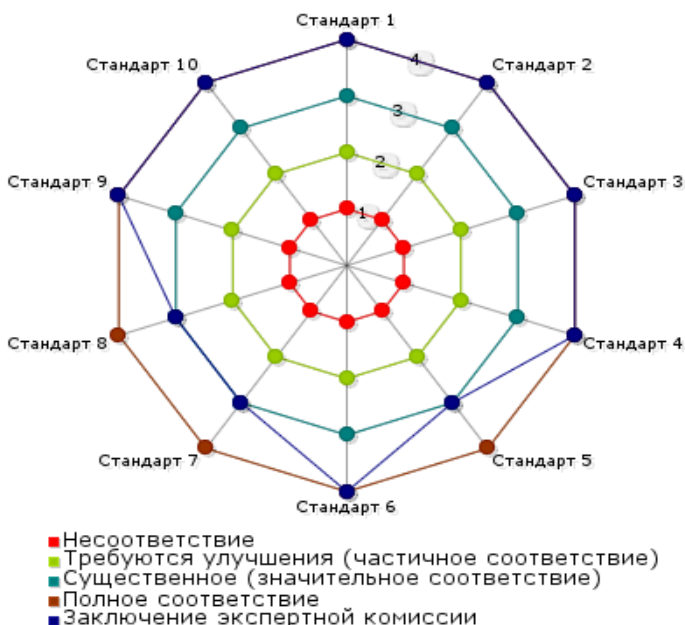 Стандарт 1
Стандарт 10
4
Стандарт 2
3
2
Стандарт 9
Стандарт 3
1
Стандарт 8
Стандарт 4
Стандарт 7
Стандарт 5
Стандарт 6
Несоответствие
Требуются улучшения (частичное соответствие)
Существенное (значительное соответствие)
Полное соответствие
Заключение экспертной комиссии